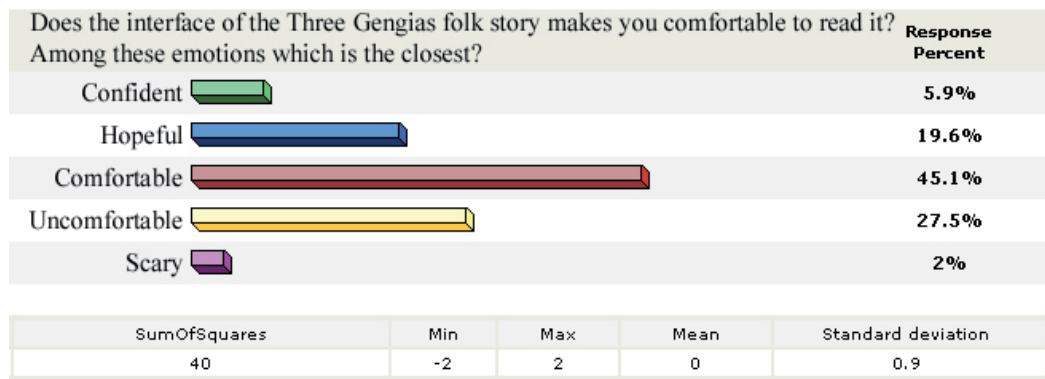 Does the interface of the Three Gengias folk story makes you comfortable to read it?
Among these emotions which is the closest?
Response
Percent
Confident 5.9%
Hopeful 19.6%
Comfortable 45.1%
Uncomfortable 27.5%
Scary 2%
SumOfSquares Min Max Mean Standard deviation
40 -2 2 0 0.9